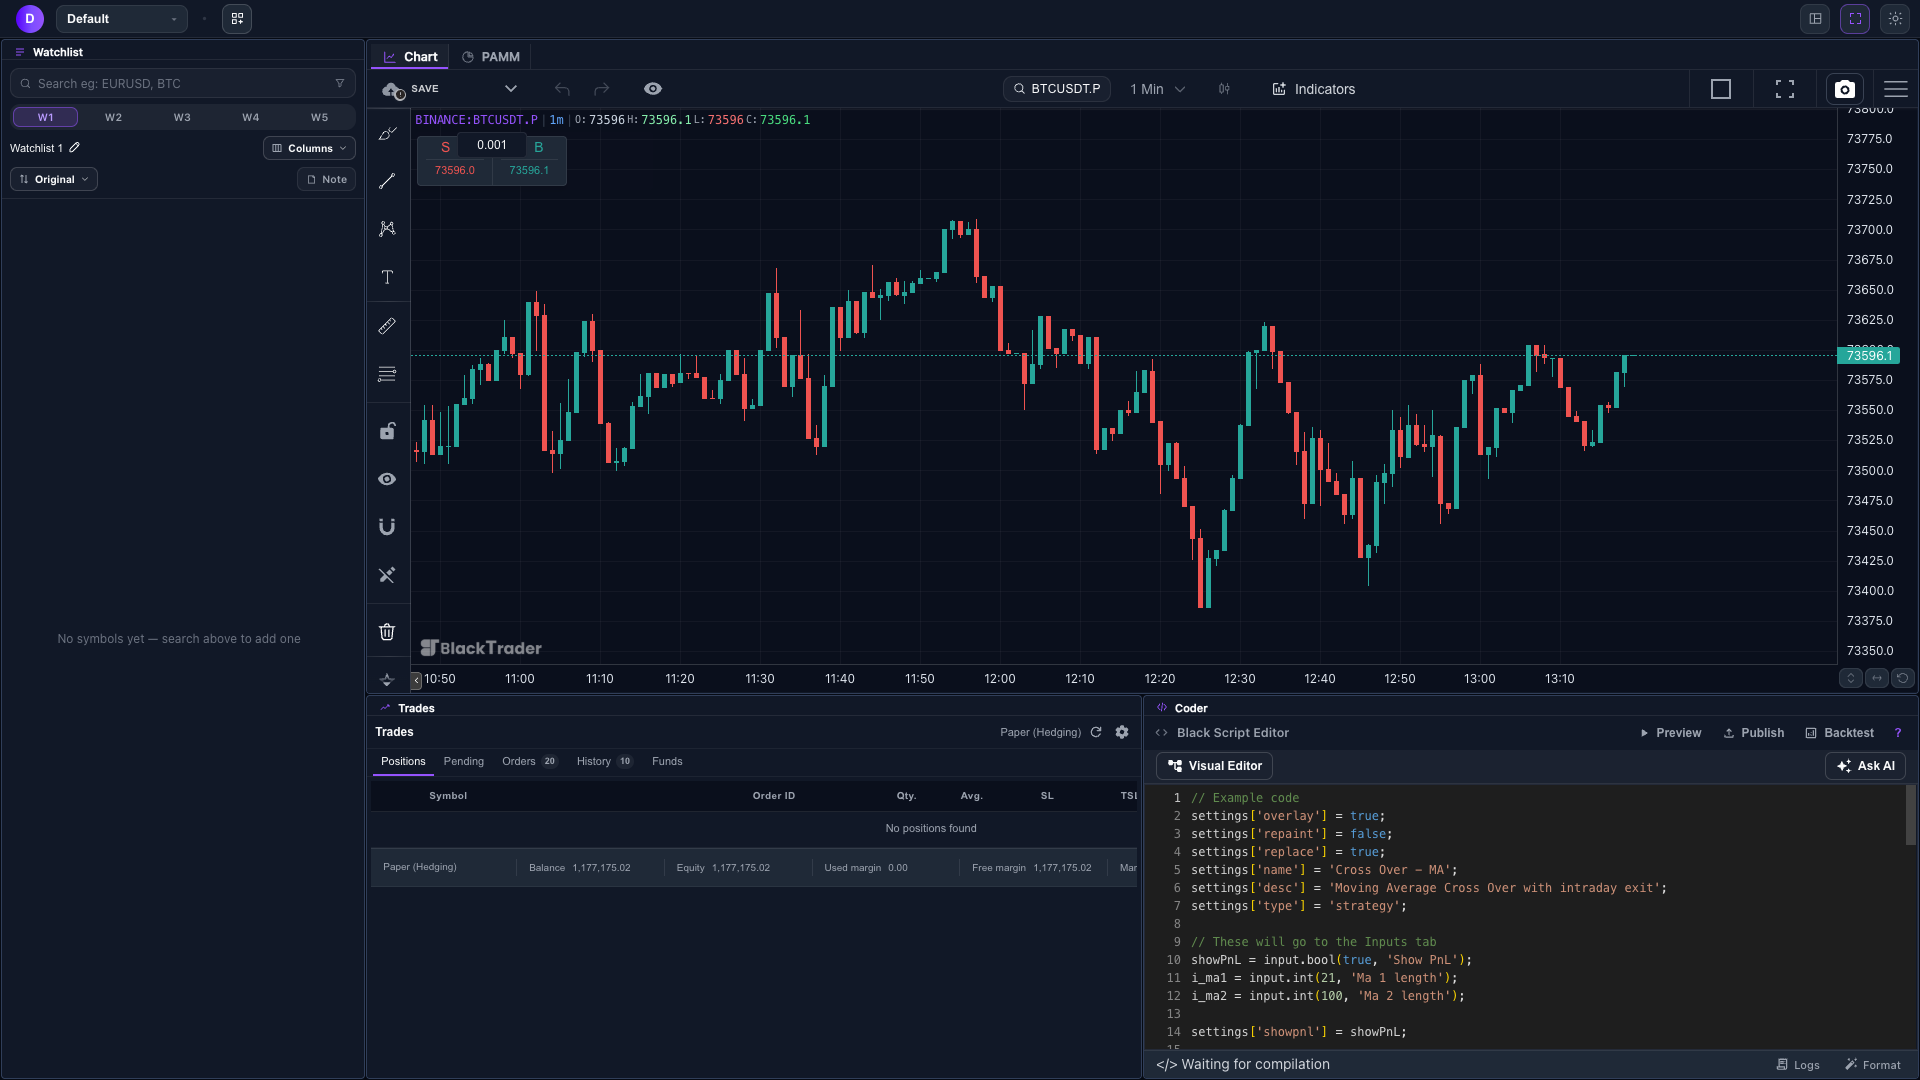 D Default
Watchlist
Search eg: EURUSD, BTC
W1 W2 W3 W4 W5
Watchlist 1 Columns
Original Note
No symbols yet — search above to add one
Chart PAMM
SAVE BTCUSDT.P 1 Min Indicators
BINANCE:BTCUSDT.P 1m O: 73596 H: 73596.1 L: 73596 C: 73596.1
S 0.001 B
73596.0 73596.1
73800.0
73775.0
73750.0
73725.0
73700.0
73675.0
73650.0
73625.0
73596.1
73575.0
73550.0
73525.0
73500.0
73475.0
73450.0
73425.0
73400.0
73375.0
73350.0
BlackTrader
10:50 11:00 11:10 11:20 11:30 11:40 11:50 12:00 12:10 12:20 12:30 12:40 12:50 13:00 13:10
Trades
Trades Paper (Hedging)
Positions Pending Orders 20 History 10 Funds
Symbol Order ID Qty. Avg. SL TSL
No positions found
Paper (Hedging) Balance 1,177,175.02 Equity 1,177,175.02 Used margin 0.00 Free margin 1,177,175.02 Mar
Coder
<> Black Script Editor Preview Publish Backtest ?
Visual Editor Ask AI
1 // Example code
2 settings['overlay'] = true;
3 settings['repaint'] = false;
4 settings['replace'] = true;
5 settings['name'] = 'Cross Over – MA';
6 settings['desc'] = 'Moving Average Cross Over with intraday exit';
7 settings['type'] = 'strategy';
8
9 // These will go to the Inputs tab
10 showPnL = input.bool(true, 'Show PnL');
11 i_ma1 = input.int(21, 'Ma 1 length');
12 i_ma2 = input.int(100, 'Ma 2 length');
13
14 settings['showpnl'] = showPnL;
15
</> Waiting for compilation Logs Format